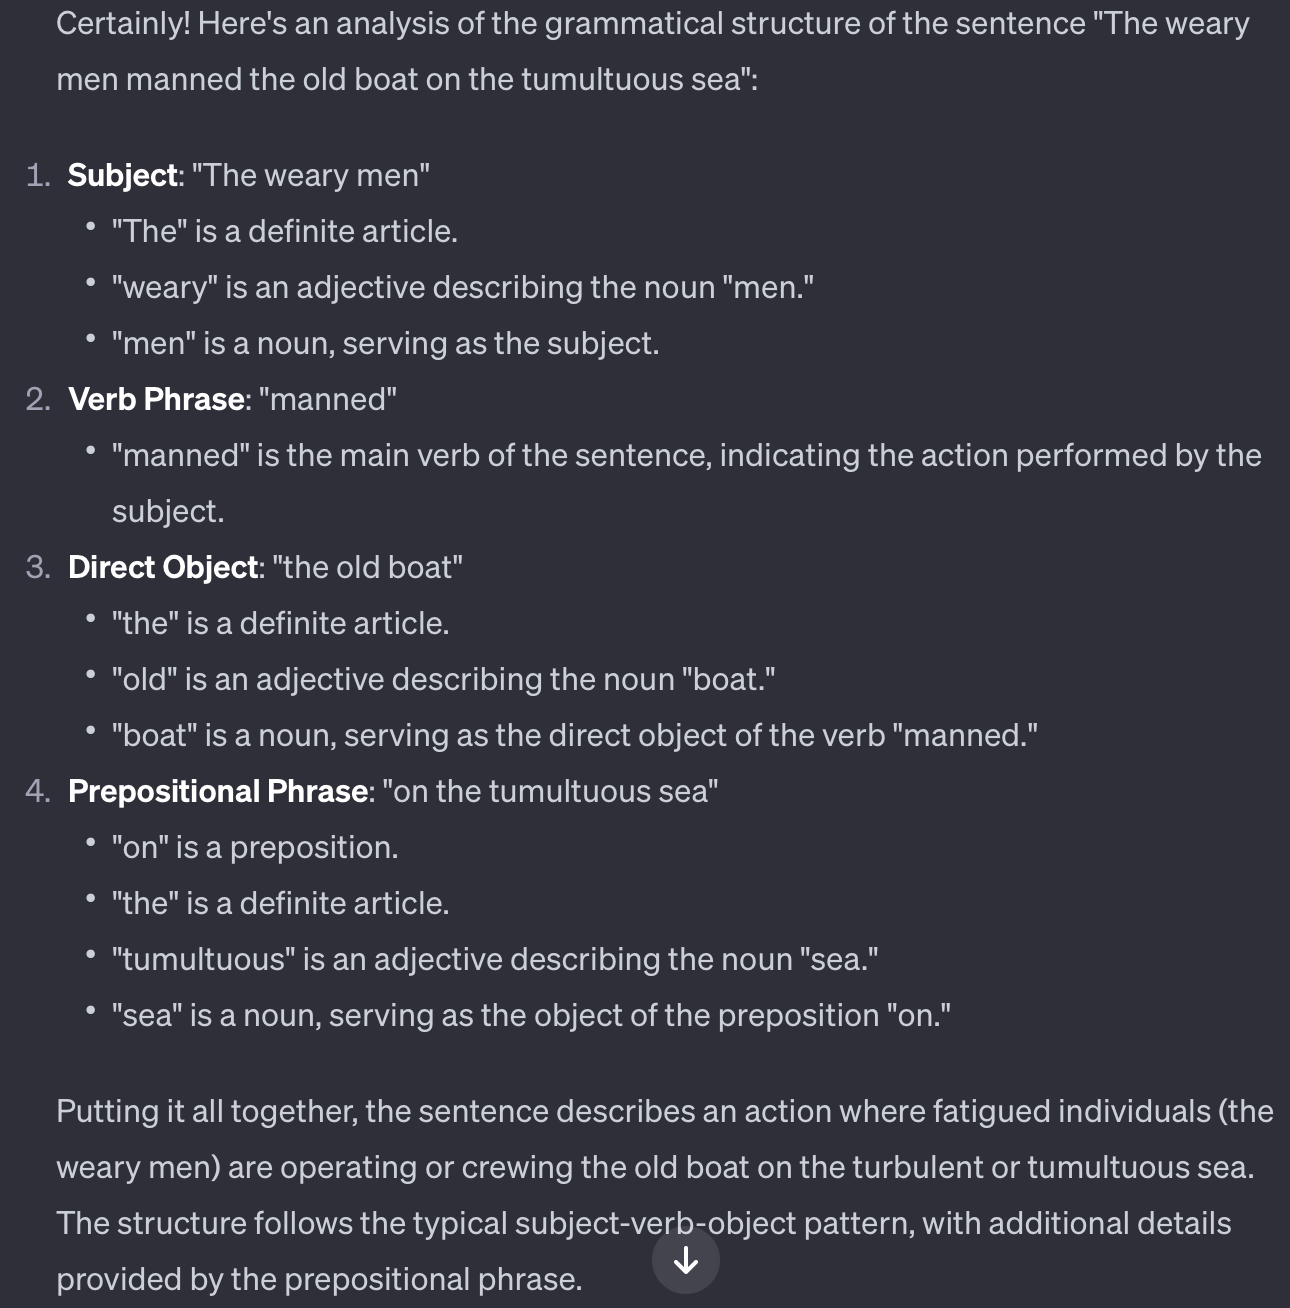 Certainly! Here's an analysis of the grammatical structure of the sentence "The weary
men manned the old boat on the tumultuous sea":
1. Subject: "The weary men"
• "The" is a definite article.
• "weary" is an adjective describing the noun "men."
• "men" is a noun, serving as the subject.
2. Verb Phrase: "manned"
• "manned" is the main verb of the sentence, indicating the action performed by the
subject.
3. Direct Object: "the old boat"
• "the" is a definite article.
• "old" is an adjective describing the noun "boat."
• "boat" is a noun, serving as the direct object of the verb "manned."
4. Prepositional Phrase: "on the tumultuous sea"
• "on" is a preposition.
• "the" is a definite article.
• "tumultuous" is an adjective describing the noun "sea."
• "sea" is a noun, serving as the object of the preposition "on."
Putting it all together, the sentence describes an action where fatigued individuals (the
weary men) are operating or crewing the old boat on the turbulent or tumultuous sea.
The structure follows the typical subject-verb-object pattern, with additional details
provided by the prepositional phrase.